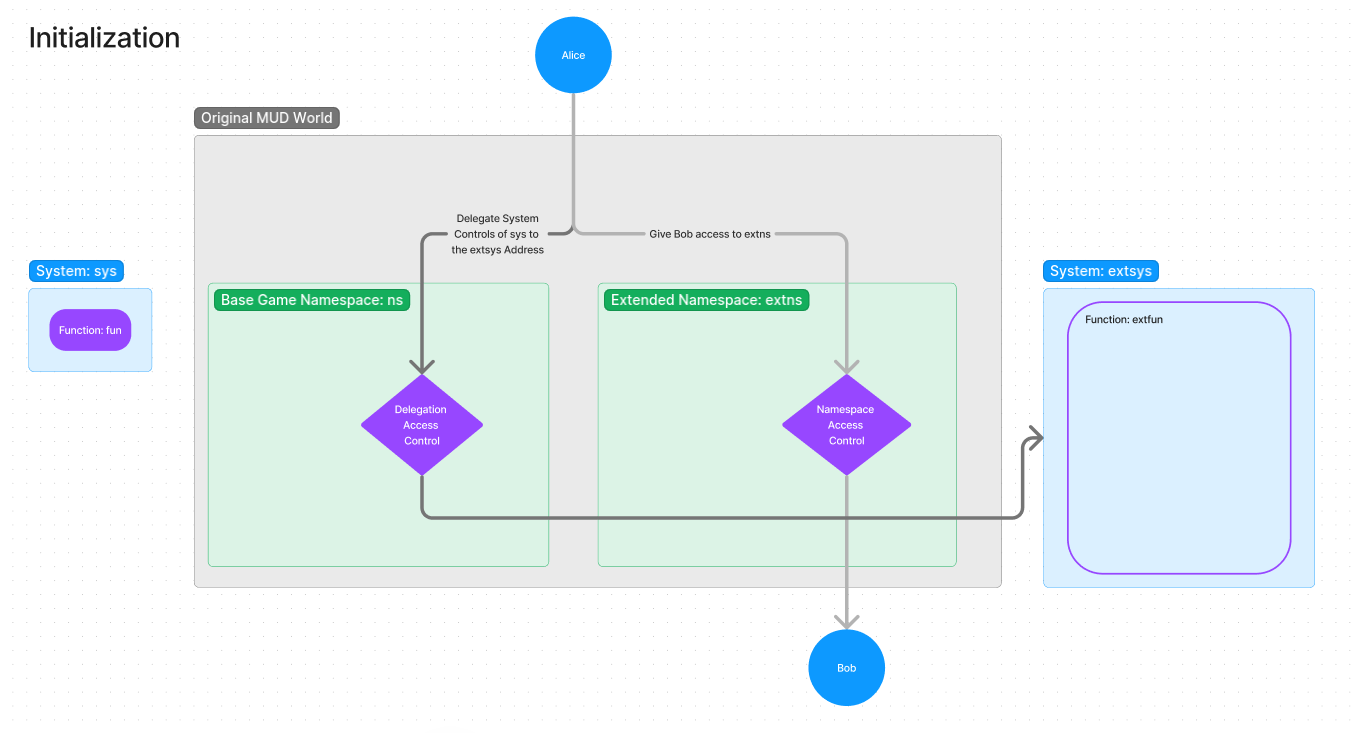 Initialization
Alice
Original MUD World
Delegate System
Controls of sys to
the extsys Address
Give Bob access to extns
System: sys
Function: fun
Base Game Namespace: ns
Extended Namespace: extns
System: extsys
Function: extfun
Delegation
Access
Control
Namespace
Access
Control
Bob